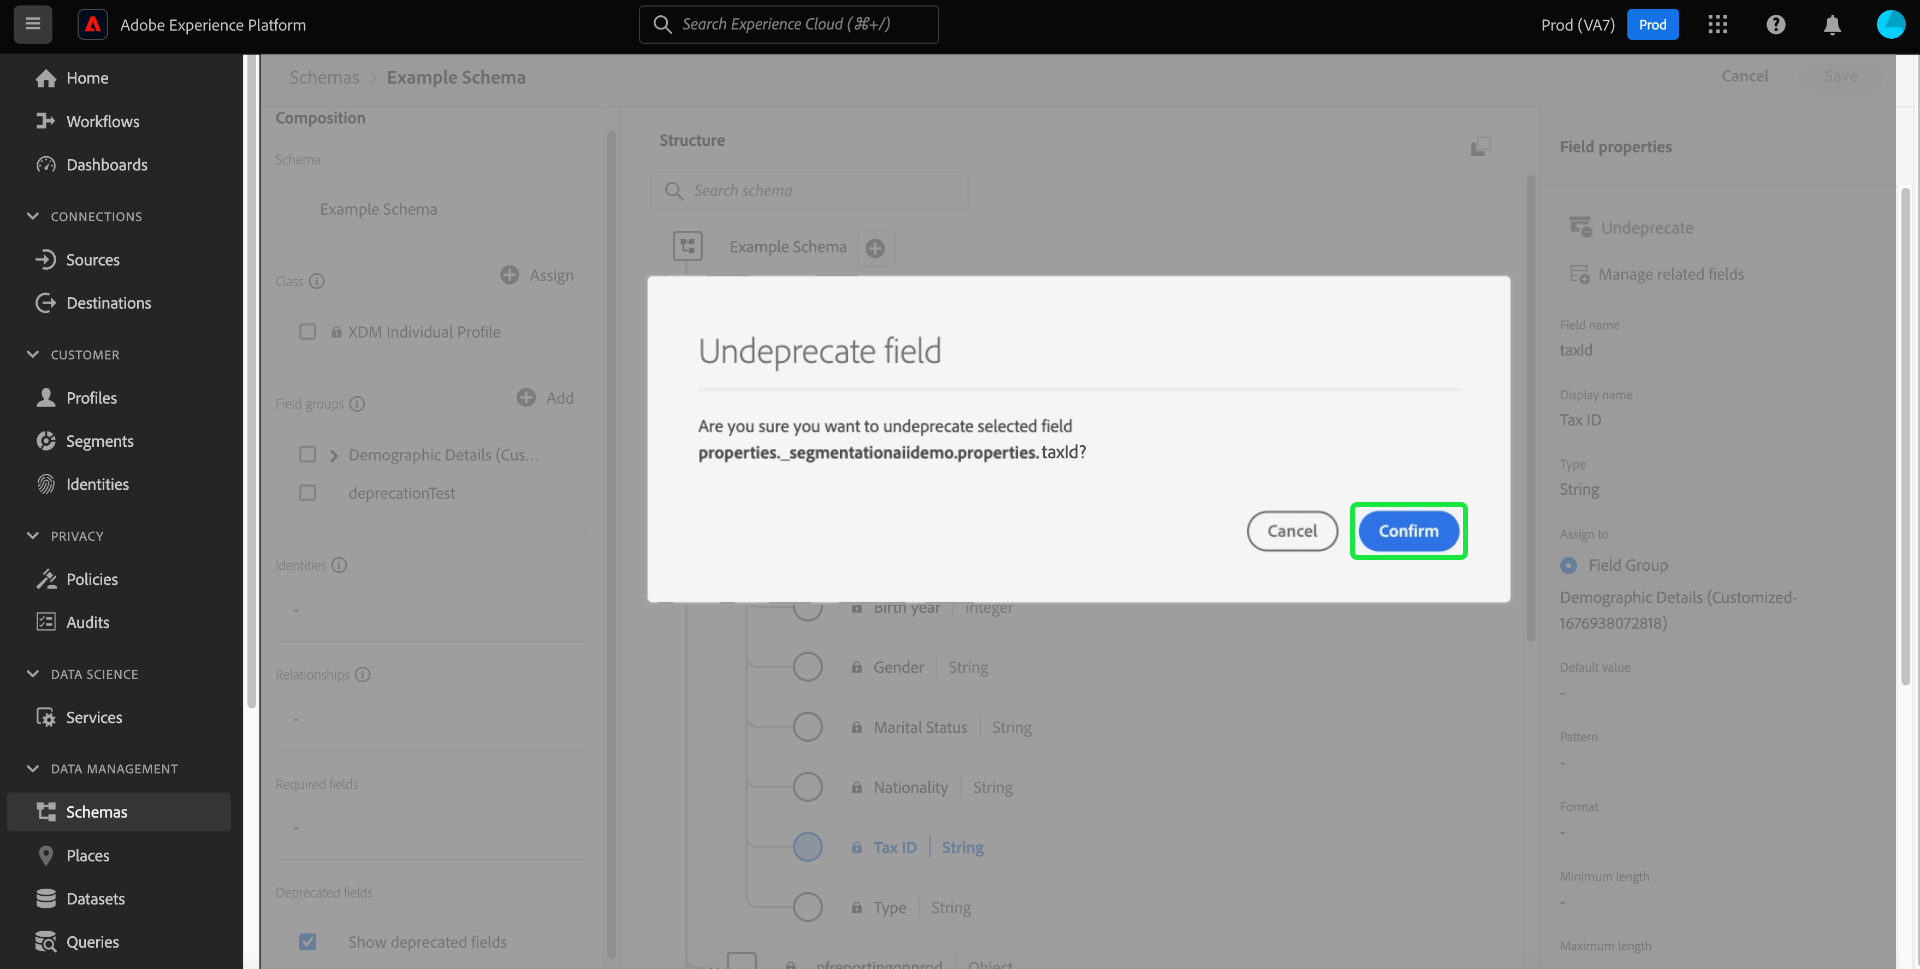 Adobe Experience Platform
Search Experience Cloud (⌘+/)
Prod (VA7)
Prod
Home
Workflows
Dashboards
CONNECTIONS
Sources
Destinations
CUSTOMER
Profiles
Segments
Identities
PRIVACY
Policies
Audits
DATA SCIENCE
Services
DATA MANAGEMENT
Schemas
Places
Datasets
Queries
Schemas > Example Schema
Cancel
Save
Composition
Schema
Example Schema
Class
Assign
XDM Individual Profile
Field groups
Add
Demographic Details (Cus...
deprecationTest
Identities
-
Relationships
-
Required fields
-
Deprecated fields
Show deprecated fields
Structure
Search schema
Example Schema
Undeprecate field
Are you sure you want to undeprecate selected field
properties._segmentationaiidemo.properties.taxId?
Cancel
Confirm
Birth year | Integer
Gender | String
Marital Status | String
Nationality | String
Tax ID | String
Type | String
pfreportingonprod | Object
Field properties
Undeprecate
Manage related fields
Field name
taxId
Display name
Tax ID
Type
String
Assign to
Field Group
Demographic Details (Customized-
1676938072818)
Default value
-
Pattern
-
Format
-
Minimum length
-
Maximum length